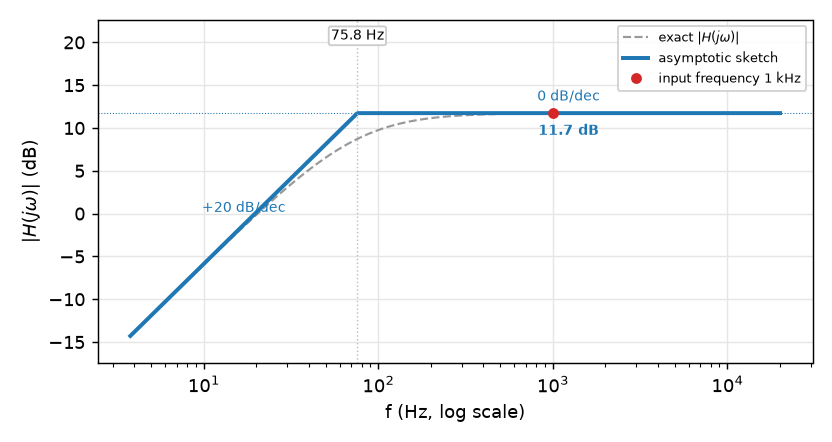 75.8 Hz
exact |H(jω)|
asymptotic sketch
input frequency 1 kHz
0 dB/dec
11.7 dB
+20 dB/dec
|H(jω)| (dB)
20
15
10
5
0
−5
−10
−15
10¹
10²
10³
10⁴
f (Hz, log scale)